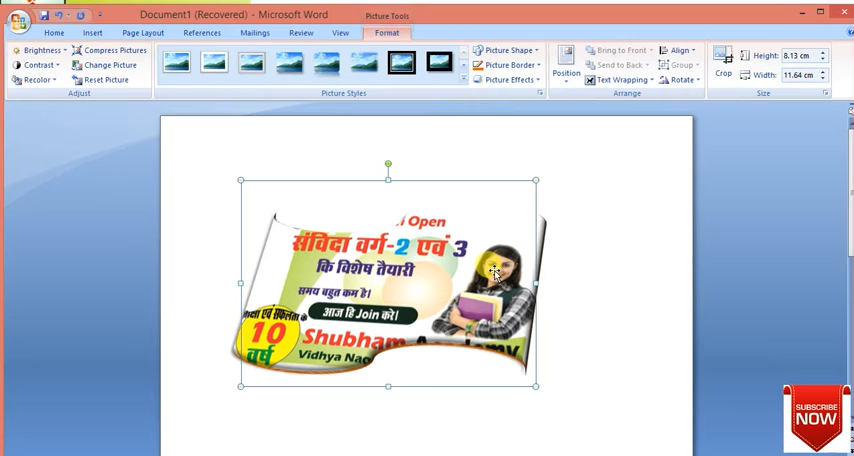 Document1 (Recovered) - Microsoft Word
Picture Tools
Home
Insert
Page Layout
References
Mailings
Review
View
Format
Brightness
Compress Pictures
Contrast
Change Picture
Recolor
Reset Picture
Adjust
Picture Styles
Picture Shape
Picture Border
Picture Effects
Position
Bring to Front
Send to Back
Text Wrapping
Align
Group
Rotate
Arrange
Crop
Height: 8.13 cm
Width: 11.64 cm
Size
Open
संविदा वर्ग-2 एवं 3
कि विशेष तैयारी
समय बहुत कम है।
आज हि Join करे।
एवं सफलता के
10
वर्ष
Shubham Academy
Vidhya
SUBSCRIBE
NOW